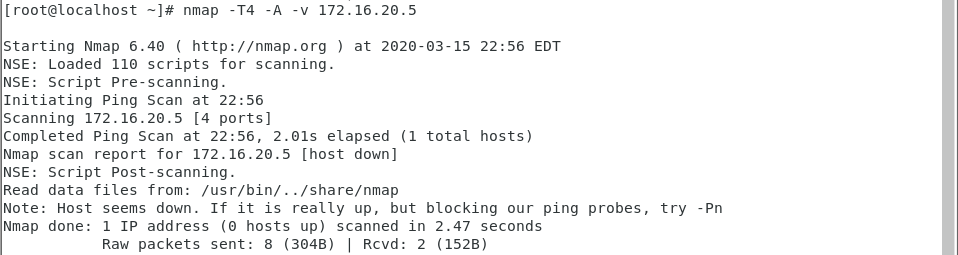 [root@localhost ~]# nmap -T4 -A -v 172.16.20.5
Starting Nmap 6.40 ( http://nmap.org ) at 2020-03-15 22:56 EDT
NSE: Loaded 110 scripts for scanning.
NSE: Script Pre-scanning.
Initiating Ping Scan at 22:56
Scanning 172.16.20.5 [4 ports]
Completed Ping Scan at 22:56, 2.01s elapsed (1 total hosts)
Nmap scan report for 172.16.20.5 [host down]
NSE: Script Post-scanning.
Read data files from: /usr/bin/../share/nmap
Note: Host seems down. If it is really up, but blocking our ping probes, try -Pn
Nmap done: 1 IP address (0 hosts up) scanned in 2.47 seconds
Raw packets sent: 8 (304B) | Rcvd: 2 (152B)